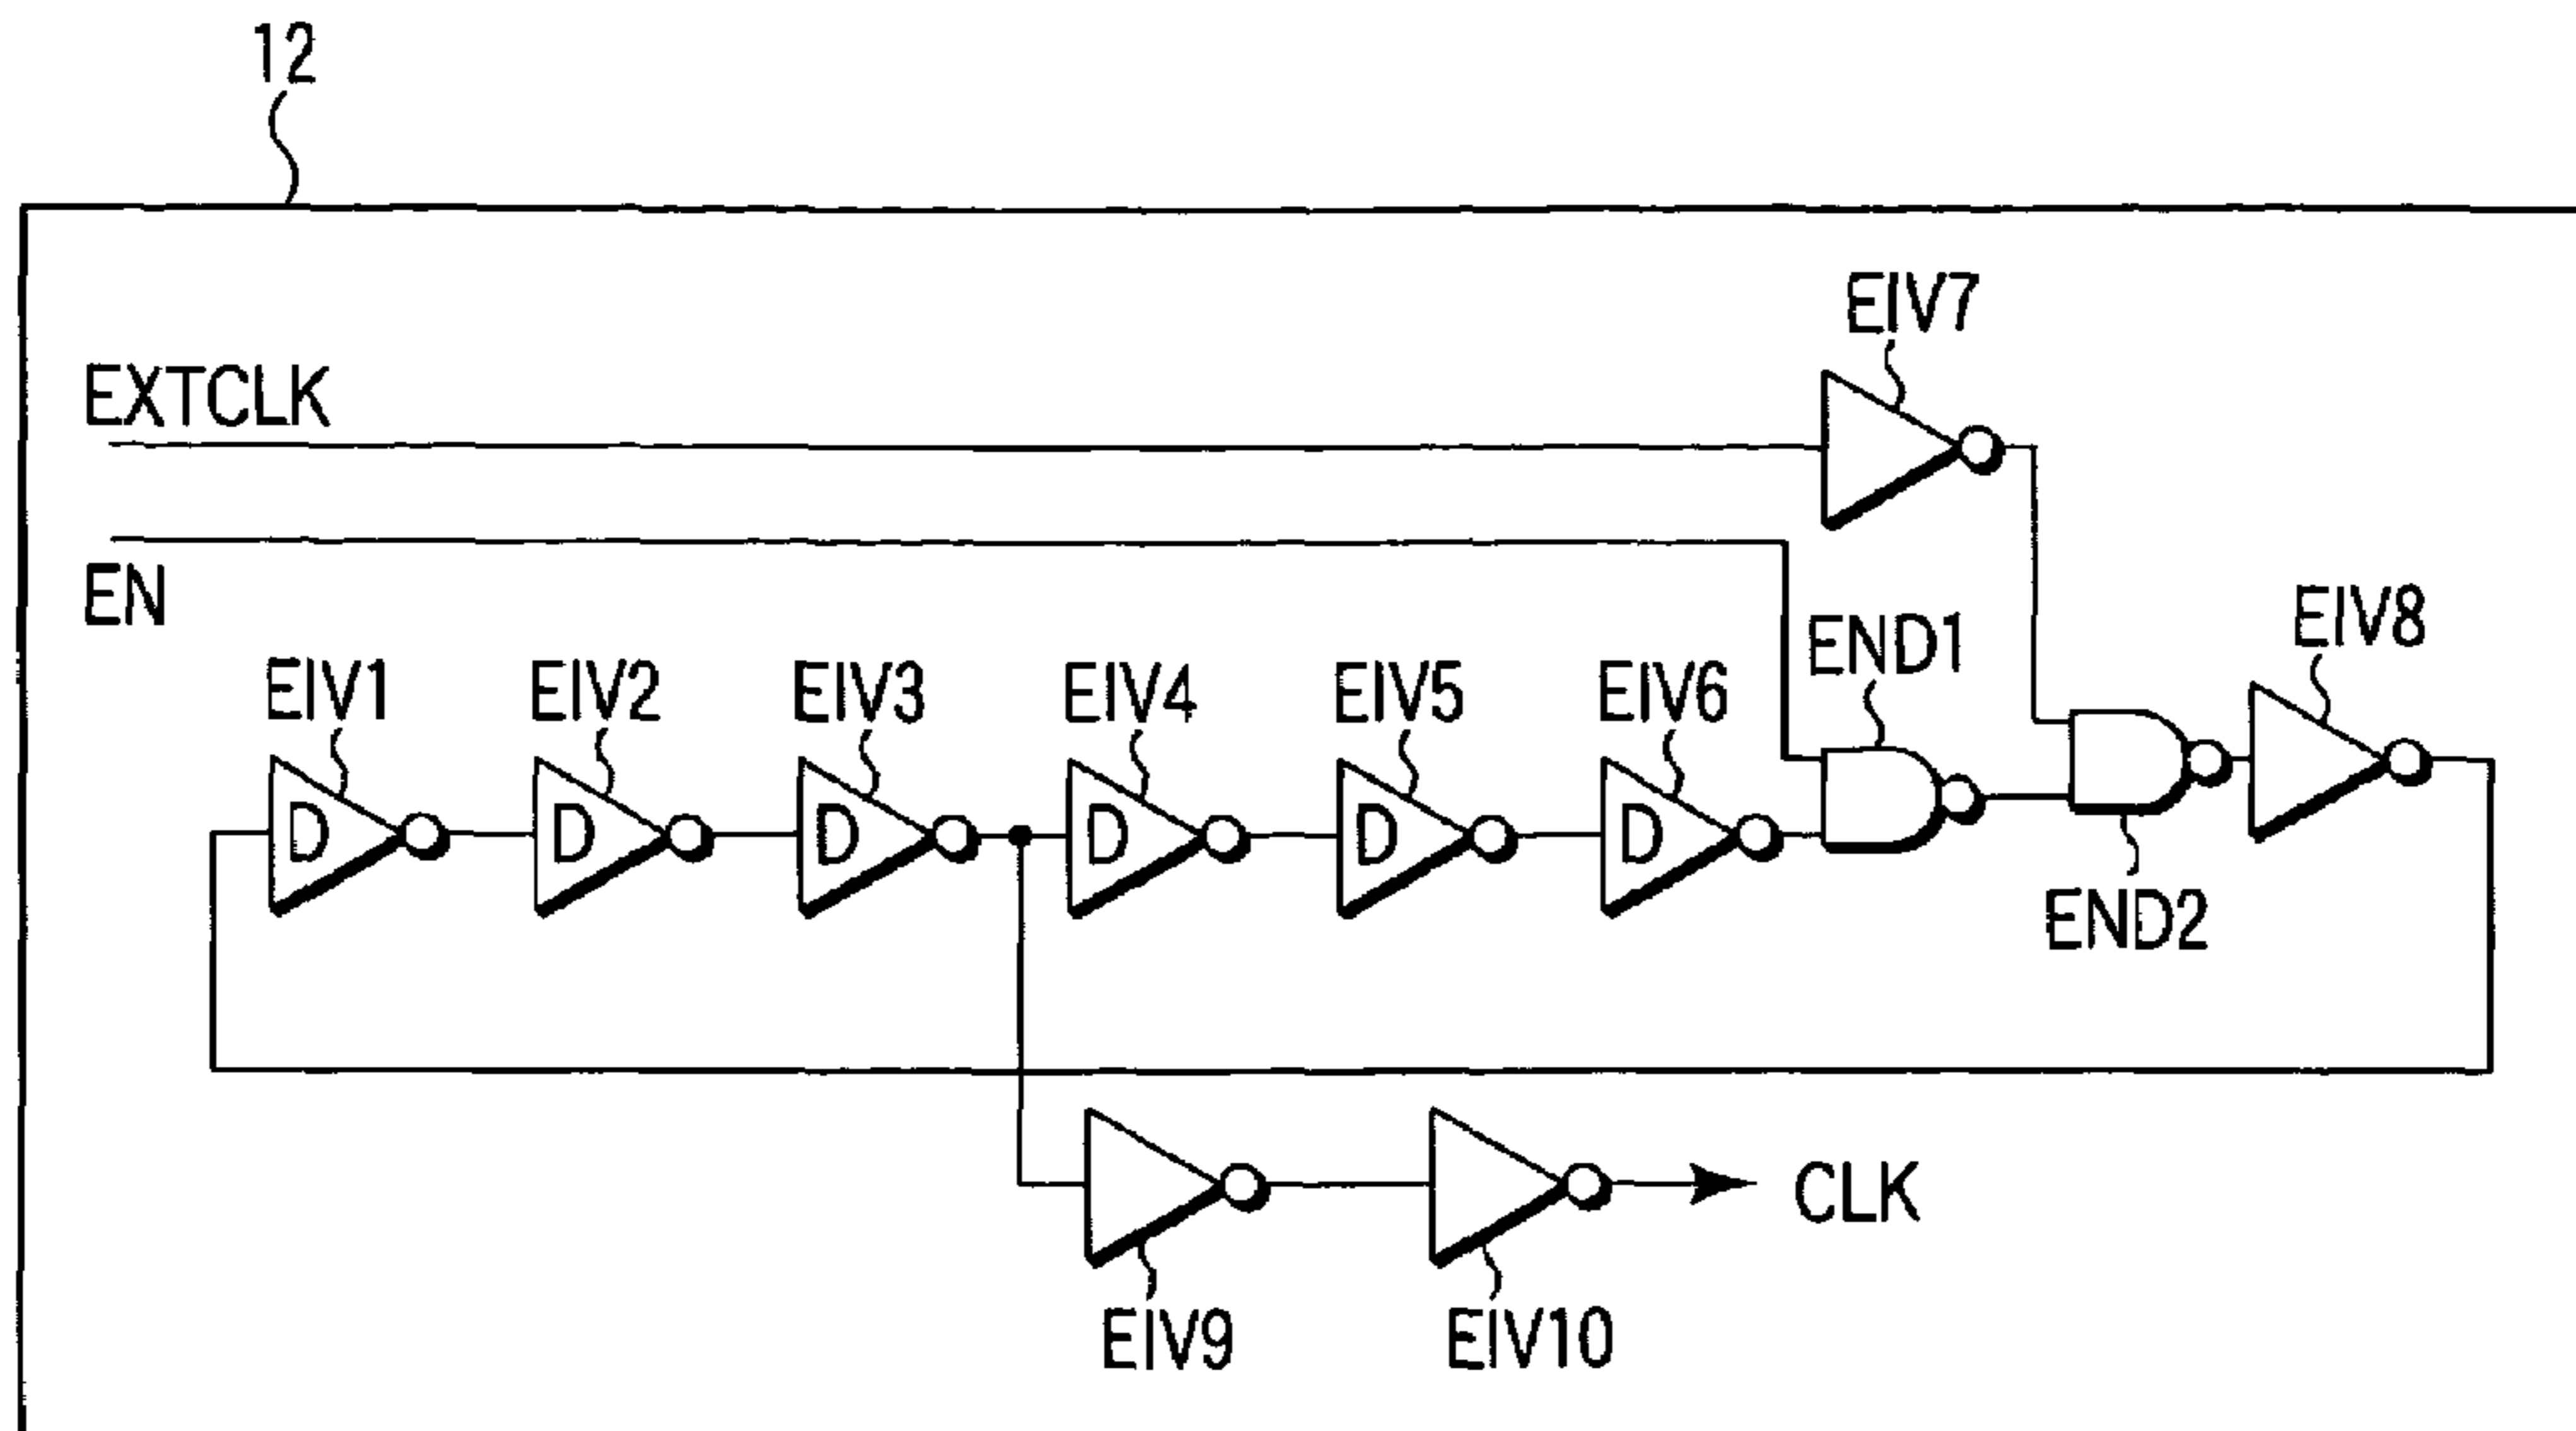 12
EIV7
EXTCLK
EN
END1
EIV8
EIV1 EIV2 EIV3 EIV4 EIV5 EIV6
D D D D D D
END2
CLK
EIV9 EIV10